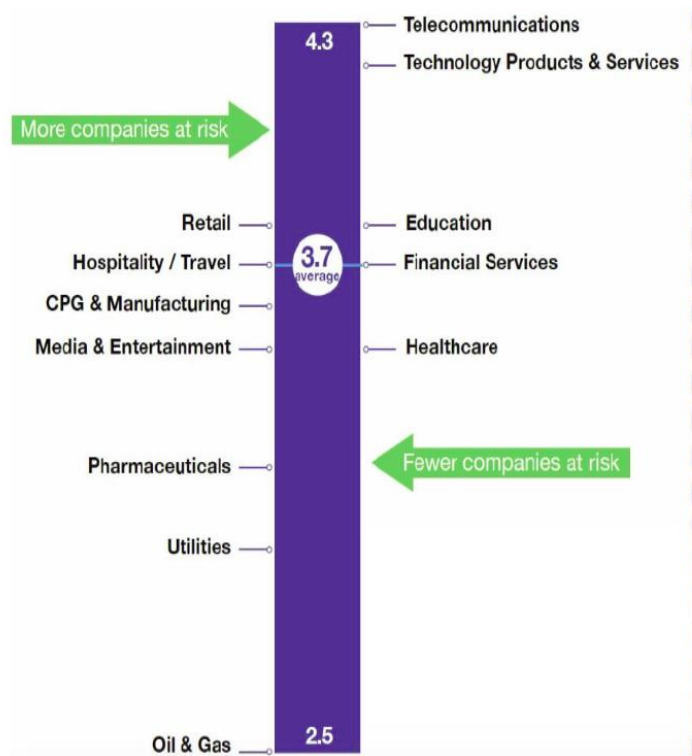 4.3
Telecommunications
Technology Products & Services
More companies at risk
Retail
Education
Hospitality / Travel
3.7
average
Financial Services
CPG & Manufacturing
Media & Entertainment
Healthcare
Pharmaceuticals
Fewer companies at risk
Utilities
Oil & Gas
2.5